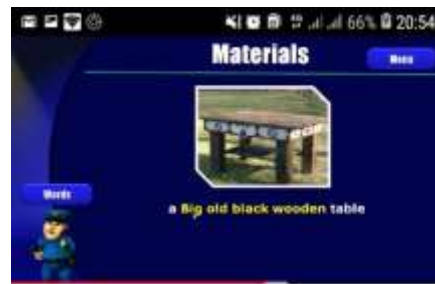 66% 20:54
Materials
Menu
Words
a Big old black wooden table